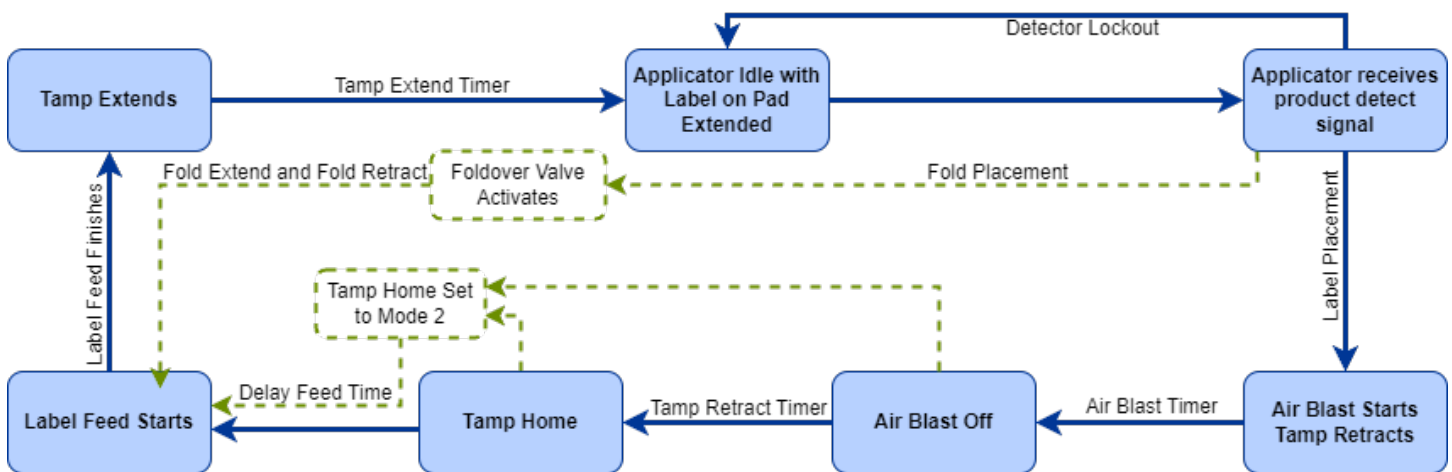 Detector Lockout
Tamp Extends
Tamp Extend Timer
Applicator Idle with
Label on Pad
Extended
Applicator receives
product detect
signal
Fold Extend and Fold Retract
Foldover Valve
Activates
Fold Placement
Label Feed Finishes
Label Placement
Tamp Home Set
to Mode 2
Delay Feed Time
Label Feed Starts
Tamp Home
Tamp Retract Timer
Air Blast Off
Air Blast Timer
Air Blast Starts
Tamp Retracts